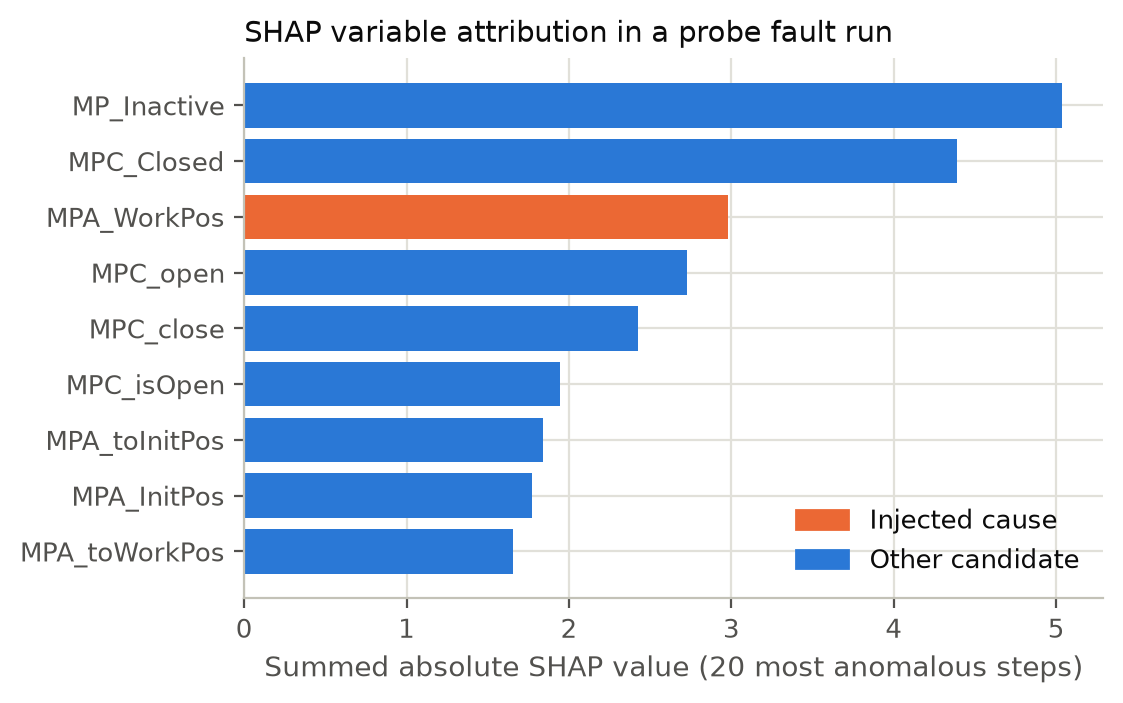 SHAP variable attribution in a probe fault run
MP_Inactive
MPC_Closed
MPA_WorkPos
MPC_open
MPC_close
MPC_isOpen
MPA_toInitPos
MPA_InitPos
MPA_toWorkPos
Injected cause
Other candidate
0 1 2 3 4 5
Summed absolute SHAP value (20 most anomalous steps)